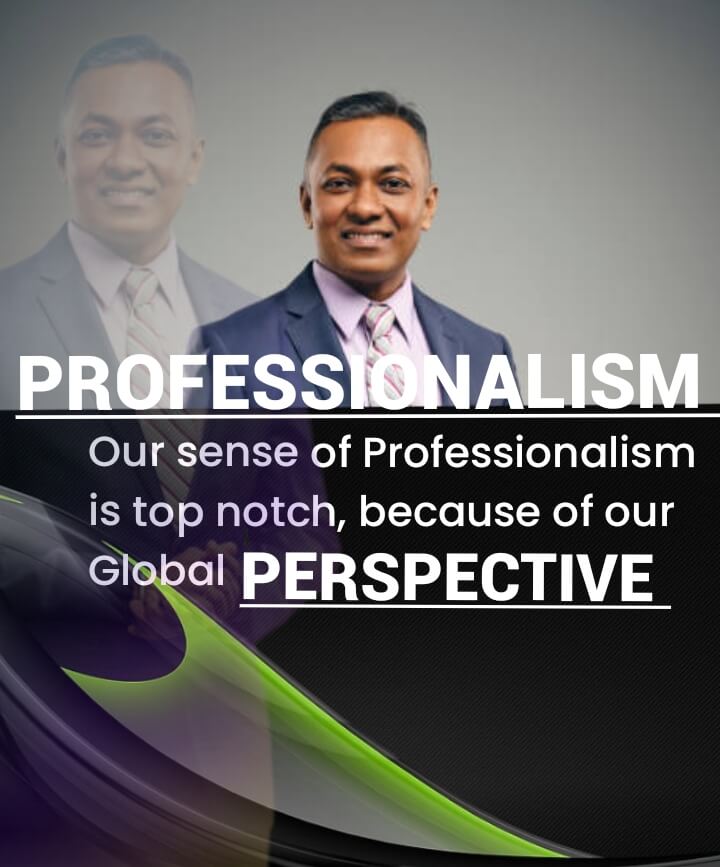 PROFESSIONALISM
Our sense of Professionalism
is top notch, because of our
Global PERSPECTIVE